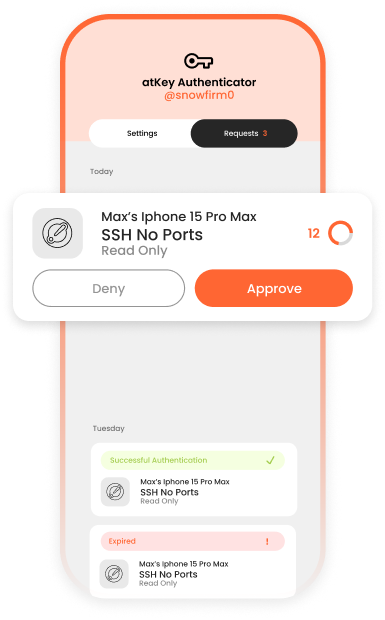 atKey Authenticator
@snowfirm0
Settings
Requests 3
Today
Max's Iphone 15 Pro Max
SSH No Ports
Read Only
12
Deny
Approve
Tuesday
Successful Authentication
Max's Iphone 15 Pro Max
SSH No Ports
Read Only
Expired
!
Max's Iphone 15 Pro Max
SSH No Ports
Read Only